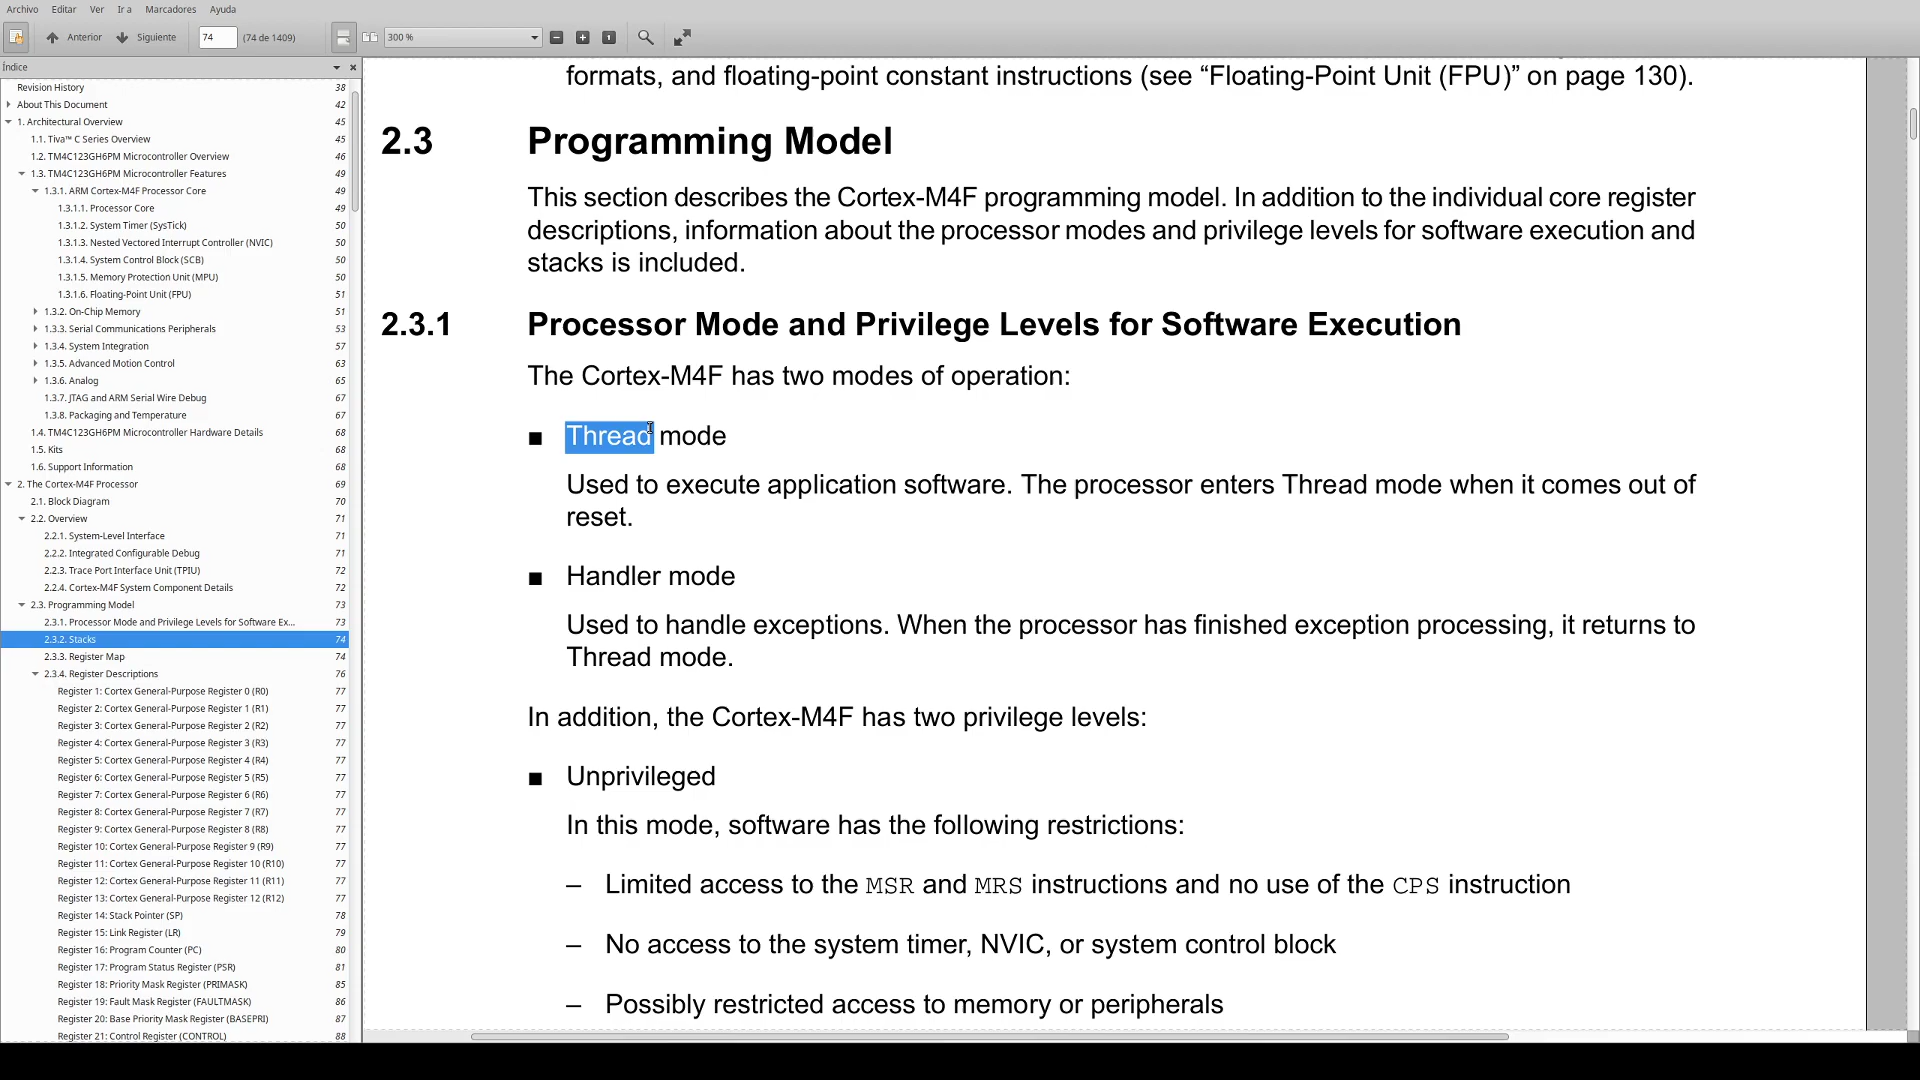 Archivo Editar Ver Ir a Marcadores Ayuda
Anterior Siguiente 74 (74 de 1409) 300 %
Índice
Revision History 38
About This Document 42
1. Architectural Overview 45
1.1. Tiva™ C Series Overview 45
1.2. TM4C123GH6PM Microcontroller Overview 46
1.3. TM4C123GH6PM Microcontroller Features 49
1.3.1. ARM Cortex-M4F Processor Core 49
1.3.1.1. Processor Core 49
1.3.1.2. System Timer (SysTick) 50
1.3.1.3. Nested Vectored Interrupt Controller (NVIC) 50
1.3.1.4. System Control Block (SCB) 50
1.3.1.5. Memory Protection Unit (MPU) 50
1.3.1.6. Floating-Point Unit (FPU) 51
1.3.2. On-Chip Memory 51
1.3.3. Serial Communications Peripherals 53
1.3.4. System Integration 57
1.3.5. Advanced Motion Control 63
1.3.6. Analog 65
1.3.7. JTAG and ARM Serial Wire Debug 67
1.3.8. Packaging and Temperature 67
1.4. TM4C123GH6PM Microcontroller Hardware Details 68
1.5. Kits 68
1.6. Support Information 68
2. The Cortex-M4F Processor 69
2.1. Block Diagram 70
2.2. Overview 71
2.2.1. System-Level Interface 71
2.2.2. Integrated Configurable Debug 71
2.2.3. Trace Port Interface Unit (TPIU) 72
2.2.4. Cortex-M4F System Component Details 72
2.3. Programming Model 73
2.3.1. Processor Mode and Privilege Levels for Software Ex... 73
2.3.2. Stacks 74
2.3.3. Register Map 74
2.3.4. Register Descriptions 76
Register 1: Cortex General-Purpose Register 0 (R0) 77
Register 2: Cortex General-Purpose Register 1 (R1) 77
Register 3: Cortex General-Purpose Register 2 (R2) 77
Register 4: Cortex General-Purpose Register 3 (R3) 77
Register 5: Cortex General-Purpose Register 4 (R4) 77
Register 6: Cortex General-Purpose Register 5 (R5) 77
Register 7: Cortex General-Purpose Register 6 (R6) 77
Register 8: Cortex General-Purpose Register 7 (R7) 77
Register 9: Cortex General-Purpose Register 8 (R8) 77
Register 10: Cortex General-Purpose Register 9 (R9) 77
Register 11: Cortex General-Purpose Register 10 (R10) 77
Register 12: Cortex General-Purpose Register 11 (R11) 77
Register 13: Cortex General-Purpose Register 12 (R12) 77
Register 14: Stack Pointer (SP) 78
Register 15: Link Register (LR) 79
Register 16: Program Counter (PC) 80
Register 17: Program Status Register (PSR) 81
Register 18: Priority Mask Register (PRIMASK) 85
Register 19: Fault Mask Register (FAULTMASK) 86
Register 20: Base Priority Mask Register (BASEPRI) 87
Register 21: Control Register (CONTROL) 88
formats, and floating-point constant instructions (see “Floating-Point Unit (FPU)” on page 130).
2.3 Programming Model
This section describes the Cortex-M4F programming model. In addition to the individual core register
descriptions, information about the processor modes and privilege levels for software execution and
stacks is included.
2.3.1 Processor Mode and Privilege Levels for Software Execution
The Cortex-M4F has two modes of operation:
■ Thread mode
Used to execute application software. The processor enters Thread mode when it comes out of
reset.
■ Handler mode
Used to handle exceptions. When the processor has finished exception processing, it returns to
Thread mode.
In addition, the Cortex-M4F has two privilege levels:
■ Unprivileged
In this mode, software has the following restrictions:
– Limited access to the MSR and MRS instructions and no use of the CPS instruction
– No access to the system timer, NVIC, or system control block
– Possibly restricted access to memory or peripherals